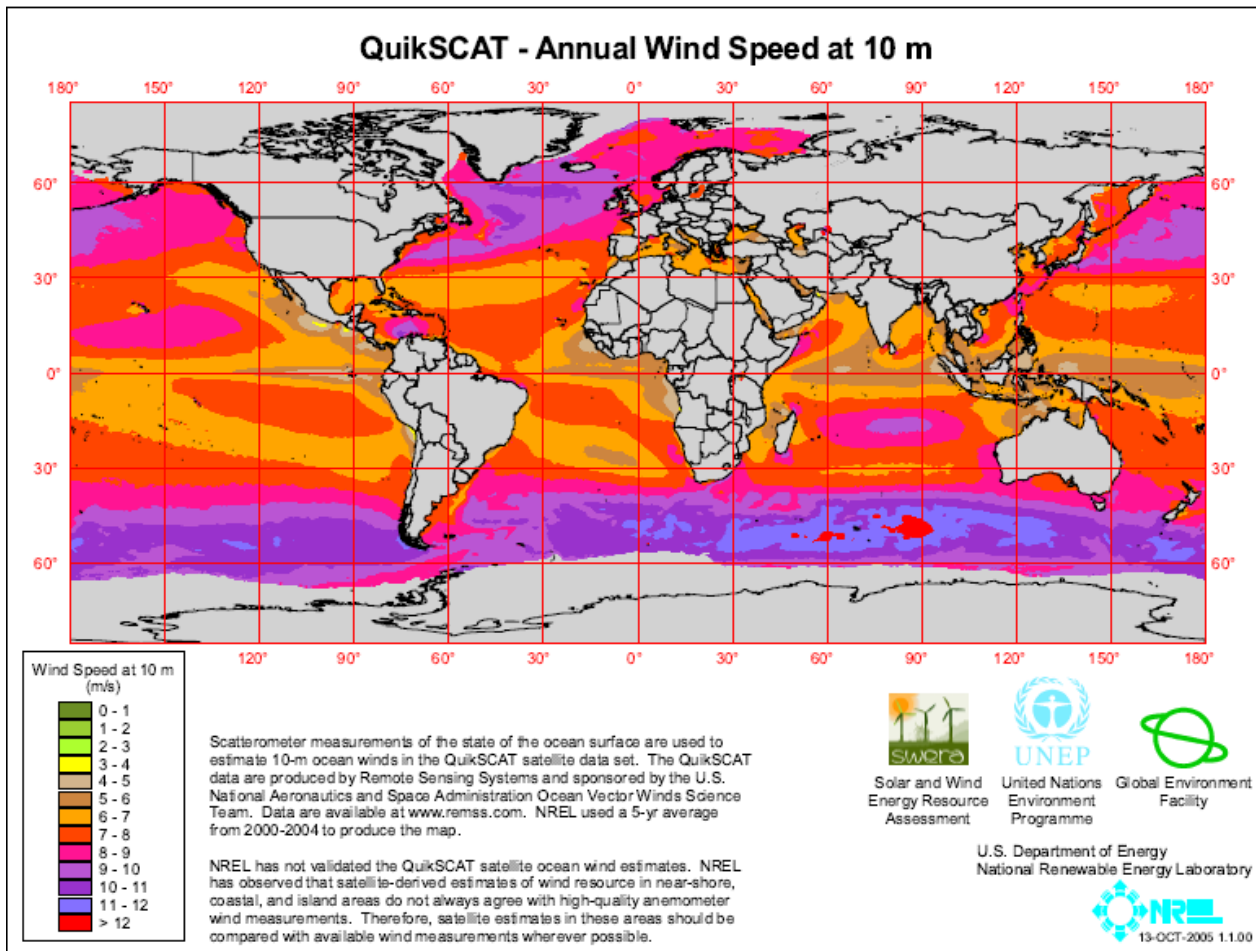 QuikSCAT - Annual Wind Speed at 10 m
180° 150° 120° 90° 60° 30° 0° 30° 60° 90° 120° 150° 180°
60° 60°
30° 30°
0° 0°
30° 30°
60° 60°
120° 90° 60° 30° 0° 30° 60° 90° 120° 150° 180°
Wind Speed at 10 m
(m/s)
0 - 1
1 - 2
2 - 3
3 - 4
4 - 5
5 - 6
6 - 7
7 - 8
8 - 9
9 - 10
10 - 11
11 - 12
> 12
Scatterometer measurements of the state of the ocean surface are used to
estimate 10-m ocean winds in the QuikSCAT satellite data set. The QuikSCAT
data are produced by Remote Sensing Systems and sponsored by the U.S.
National Aeronautics and Space Administration Ocean Vector Winds Science
Team. Data are available at www.remss.com. NREL used a 5-yr average
from 2000-2004 to produce the map.
NREL has not validated the QuikSCAT satellite ocean wind estimates. NREL
has observed that satellite-derived estimates of wind resource in near-shore,
coastal, and island areas do not always agree with high-quality anemometer
wind measurements. Therefore, satellite estimates in these areas should be
compared with available wind measurements wherever possible.
swera
Solar and Wind
Energy Resource
Assessment
UNEP
United Nations
Environment
Programme
Global Environment
Facility
U.S. Department of Energy
National Renewable Energy Laboratory
NREL
13-OCT-2005 1.1.00